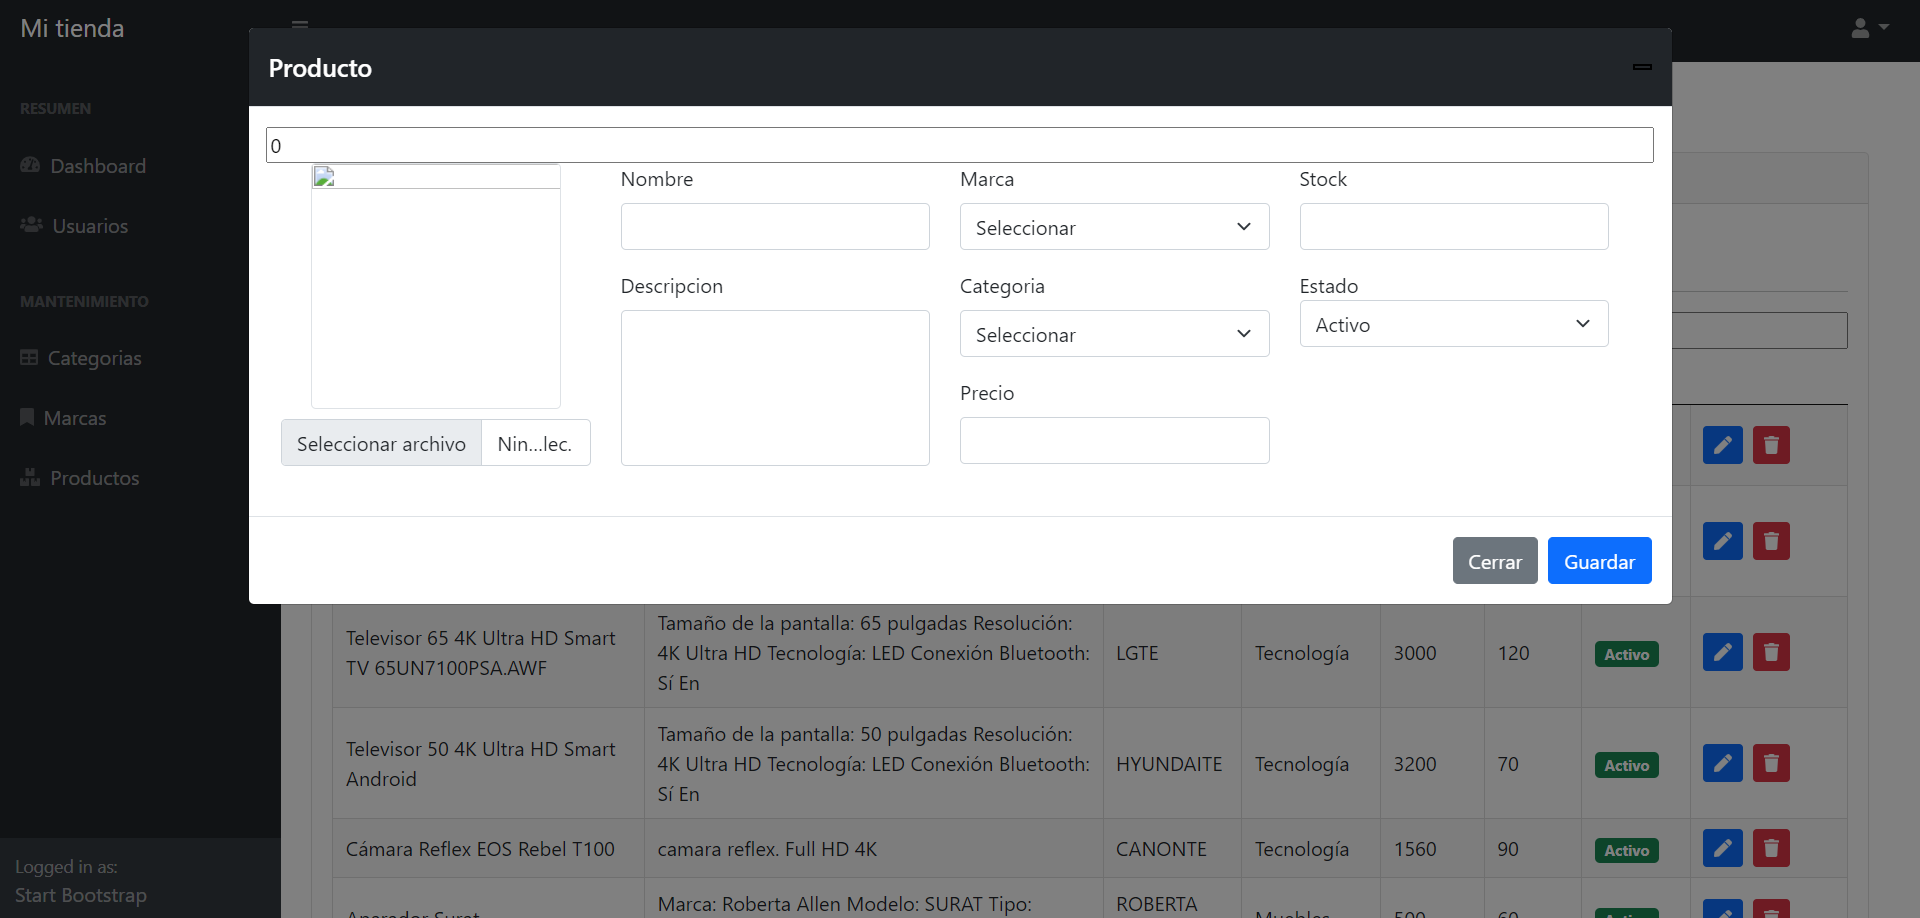 Mi tienda
Producto
RESUMEN
Dashboard
Usuarios
MANTENIMIENTO
Categorias
Marcas
Productos
Logged in as:
Start Bootstrap
0
Nombre
Marca
Seleccionar
Stock
Descripcion
Categoria
Seleccionar
Estado
Activo
Precio
Seleccionar archivo
Nin...lec.
Cerrar
Guardar
Televisor 65 4K Ultra HD Smart
TV 65UN7100PSA.AWF
Tamaño de la pantalla: 65 pulgadas Resolución:
4K Ultra HD Tecnología: LED Conexión Bluetooth:
Sí En
LGTE
Tecnología
3000
120
Activo
Televisor 50 4K Ultra HD Smart
Android
Tamaño de la pantalla: 50 pulgadas Resolución:
4K Ultra HD Tecnología: LED Conexión Bluetooth:
Sí En
HYUNDAITE
Tecnología
3200
70
Activo
Cámara Reflex EOS Rebel T100
camara reflex. Full HD 4K
CANONTE
Tecnología
1560
90
Activo
Aparador Surat
Marca: Roberta Allen Modelo: SURAT Tipo:
ROBERTA
Muebles
500
60